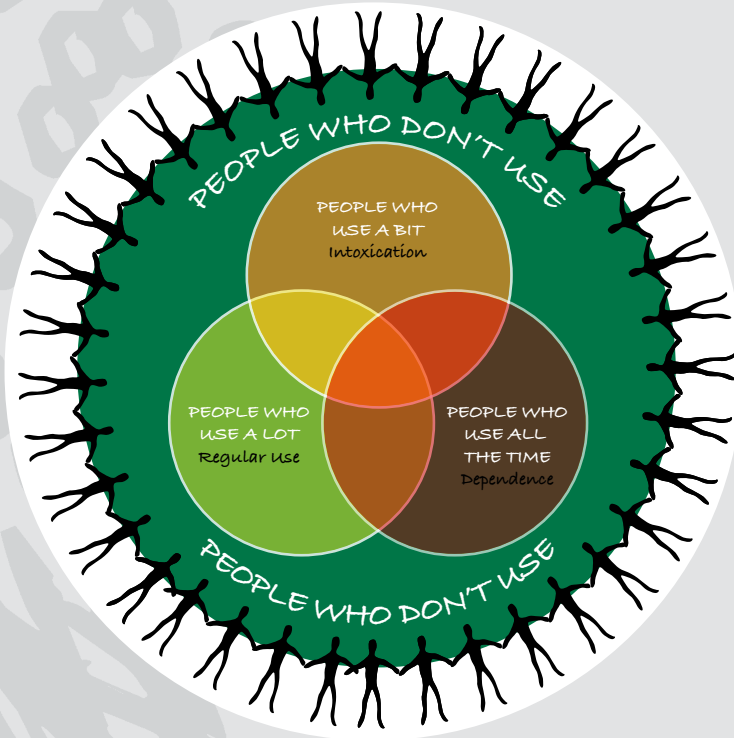 PEOPLE WHO DON'T USE
PEOPLE WHO
USE A BIT
Intoxication
PEOPLE WHO
USE A LOT
Regular Use
PEOPLE WHO
USE ALL
THE TIME
Dependence
PEOPLE WHO DON'T USE